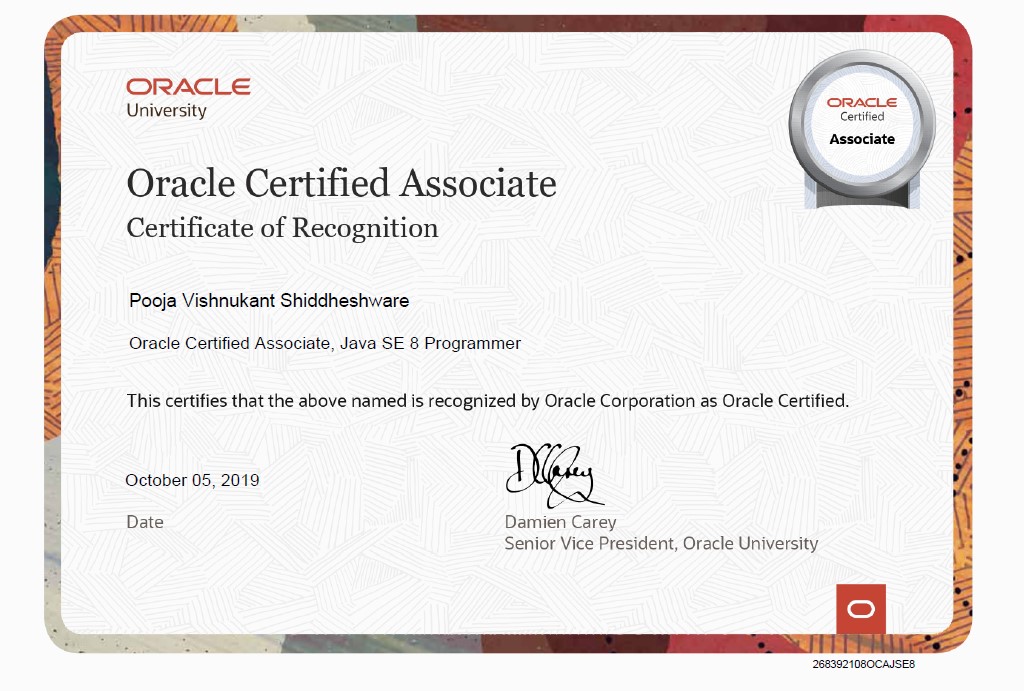 ORACLE
University
ORACLE
Certified
Associate
Oracle Certified Associate
Certificate of Recognition
Pooja Vishnukant Shiddheshware
Oracle Certified Associate, Java SE 8 Programmer
This certifies that the above named is recognized by Oracle Corporation as Oracle Certified.
DCarey
October 05, 2019
Date
Damien Carey
Senior Vice President, Oracle University
268392108OCAJSE8